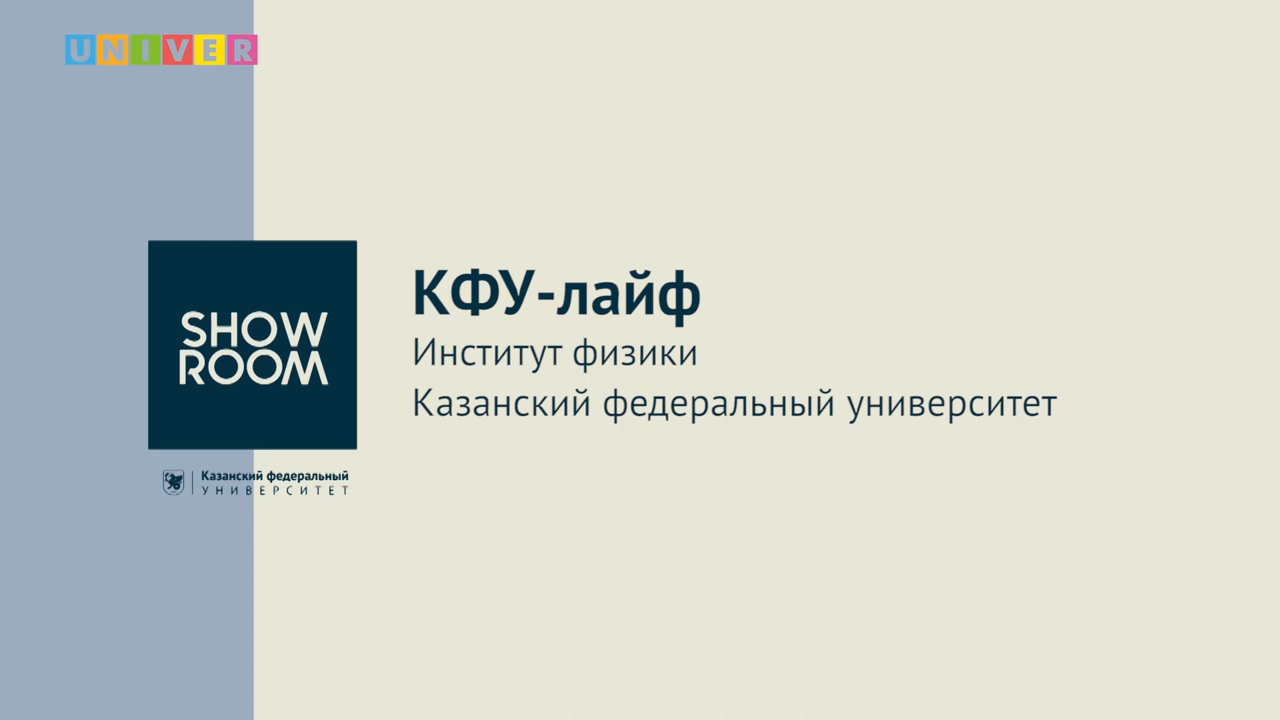 UNIVER
SHOW
ROOM
КФУ-лайф
Институт физики
Казанский федеральный университет
Казанский федеральный
УНИВЕРСИТЕТ